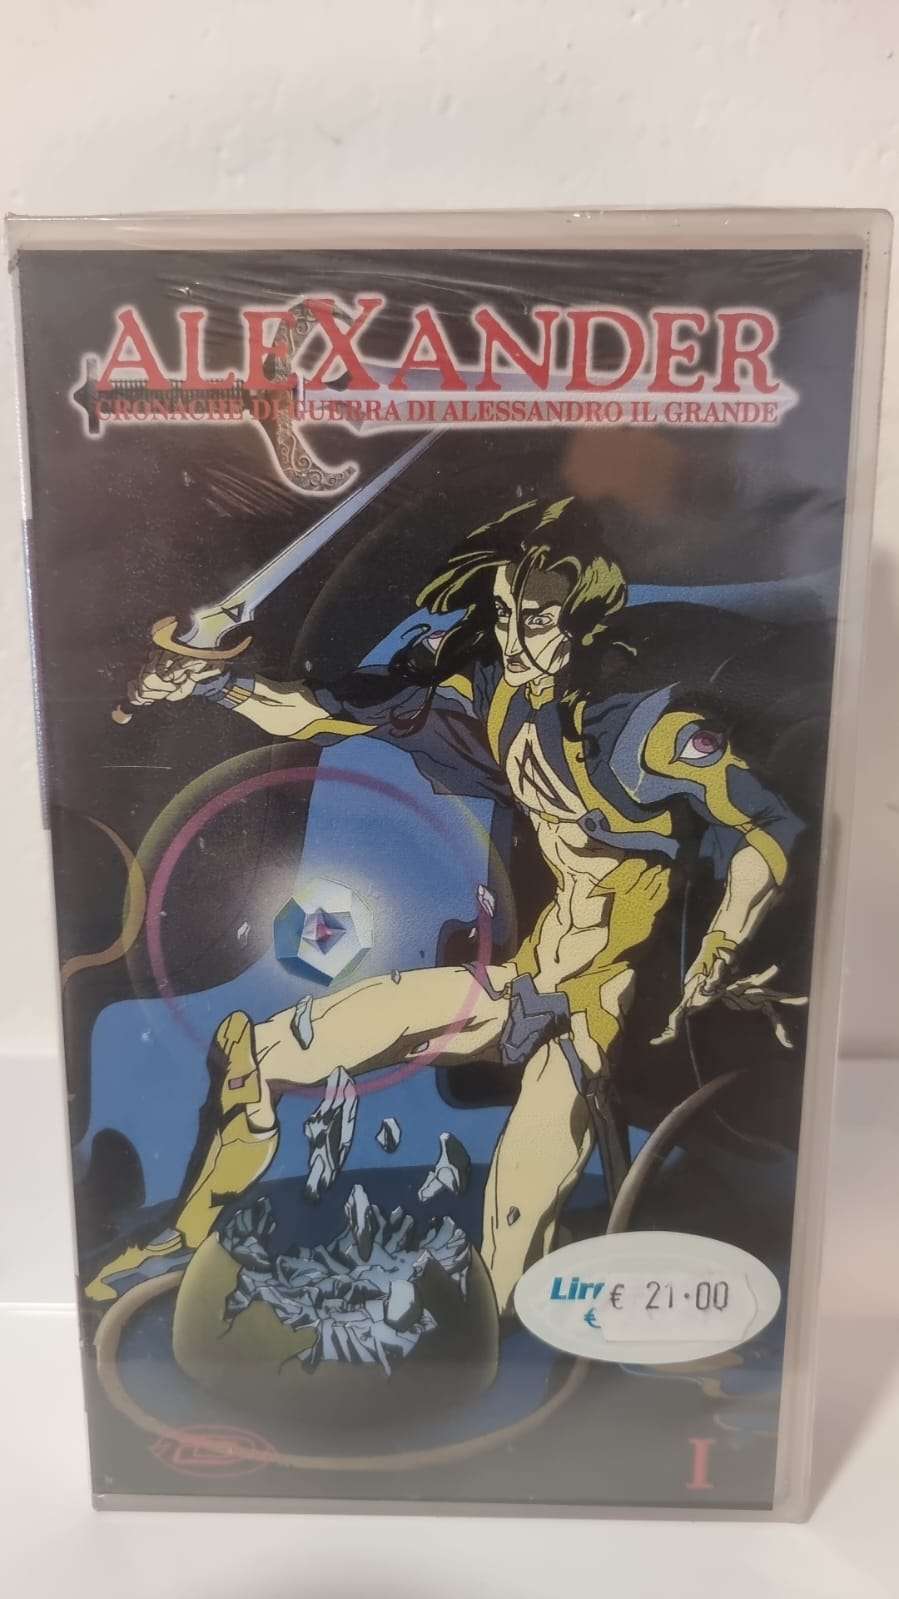 ALEXANDER
CRONACHE DI GUERRA DI ALESSANDRO IL GRANDE
€ 21.00
€
I